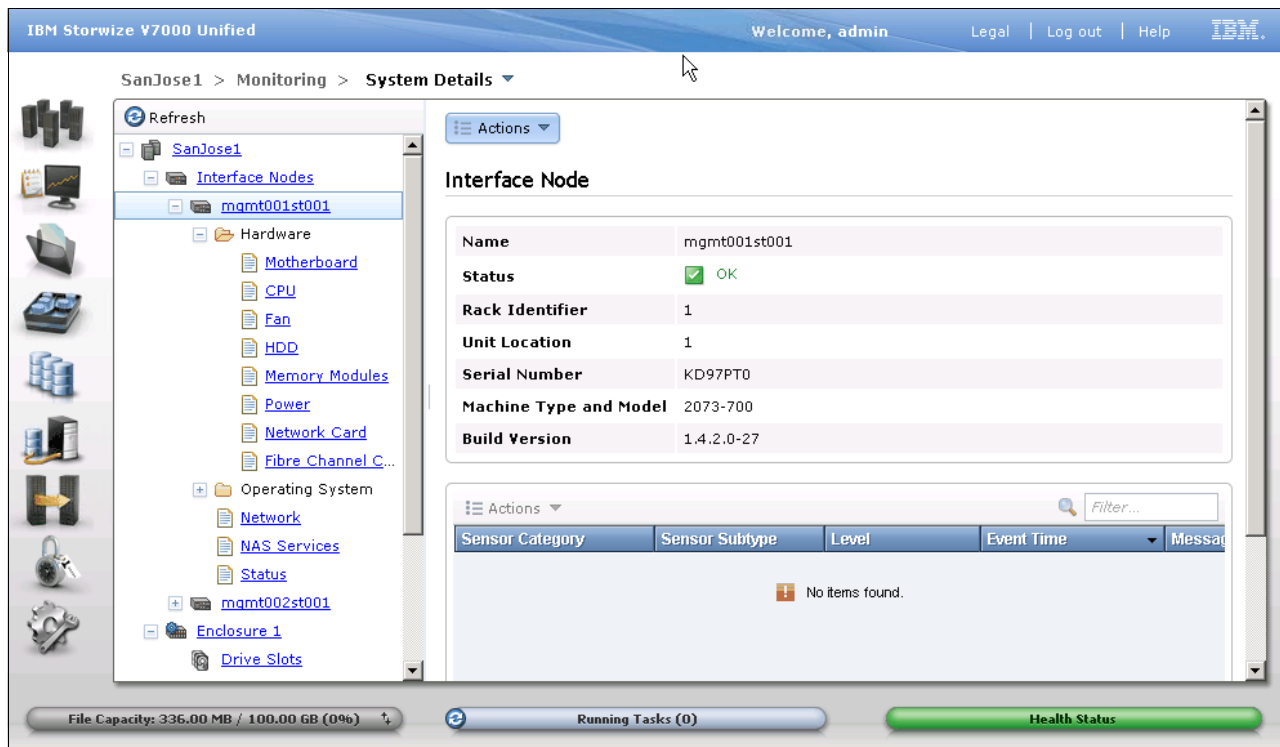 IBM Storwize V7000 Unified
Welcome, admin
Legal | Log out | Help
IBM.
SanJose1 > Monitoring > System Details
Refresh
SanJose1
Interface Nodes
mgmt001st001
Hardware
Motherboard
CPU
Fan
HDD
Memory Modules
Power
Network Card
Fibre Channel C...
Operating System
Network
NAS Services
Status
mgmt002st001
Enclosure 1
Drive Slots
Actions
Interface Node
Name mgmt001st001
Status OK
Rack Identifier 1
Unit Location 1
Serial Number KD97PT0
Machine Type and Model 2073-700
Build Version 1.4.2.0-27
Actions Filter...
Sensor Category Sensor Subtype Level Event Time Messag
No items found.
File Capacity: 336.00 MB / 100.00 GB (0%)
Running Tasks (0)
Health Status